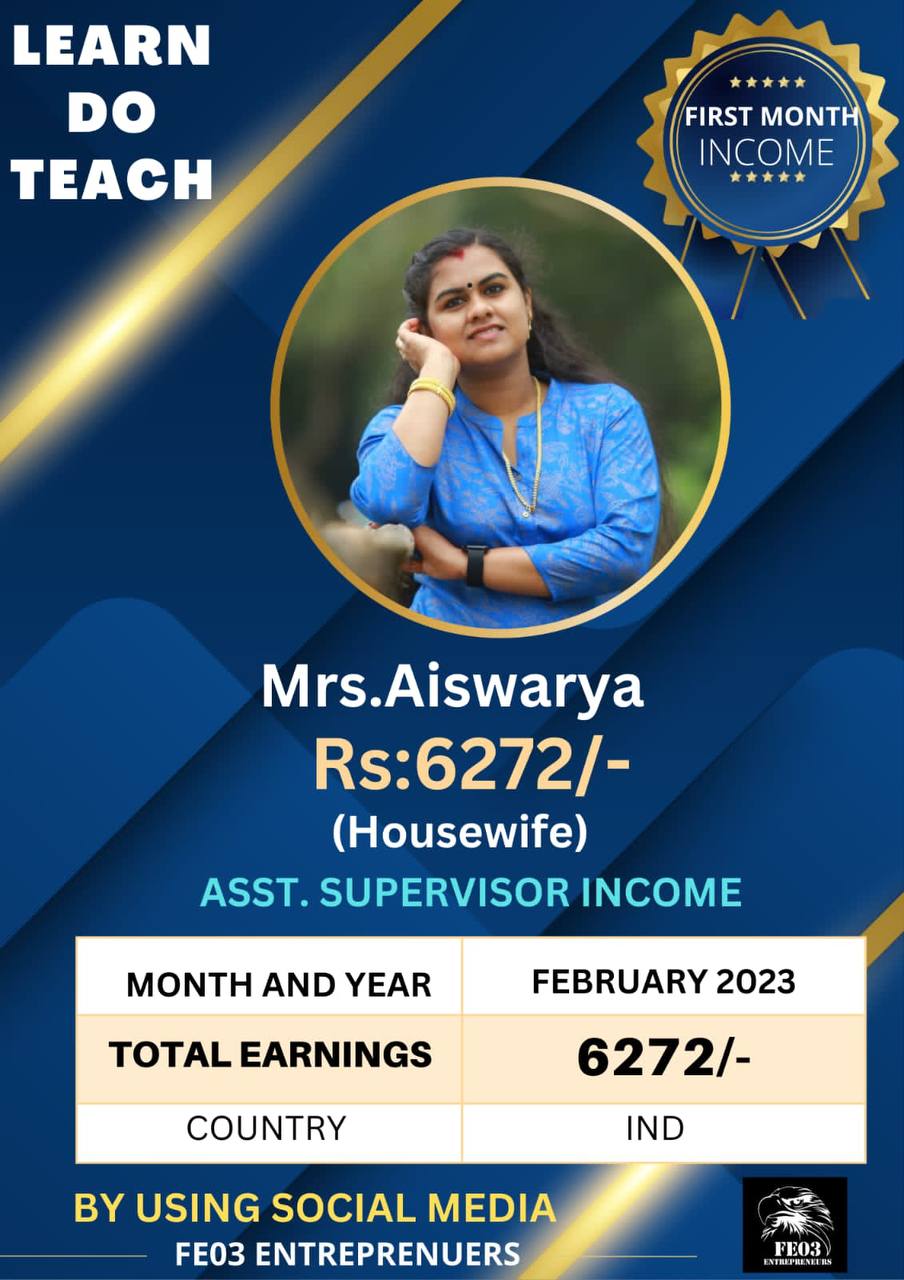 LEARN
DO
TEACH
FIRST MONTH
INCOME
Mrs.Aiswarya
Rs:6272/-
(Housewife)
ASST. SUPERVISOR INCOME
MONTH AND YEAR FEBRUARY 2023
TOTAL EARNINGS 6272/-
COUNTRY IND
BY USING SOCIAL MEDIA
FE03 ENTREPRENUERS
FE03
ENTREPRENEURS